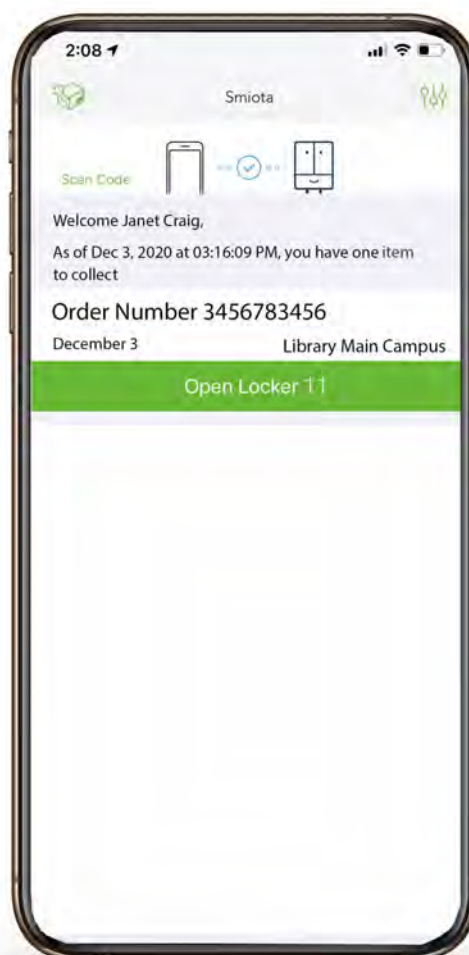 2:08
Smiota
Scan Code
Welcome Janet Craig,
As of Dec 3, 2020 at 03:16:09 PM, you have one item
to collect
Order Number 3456783456
December 3
Library Main Campus
Open Locker 11